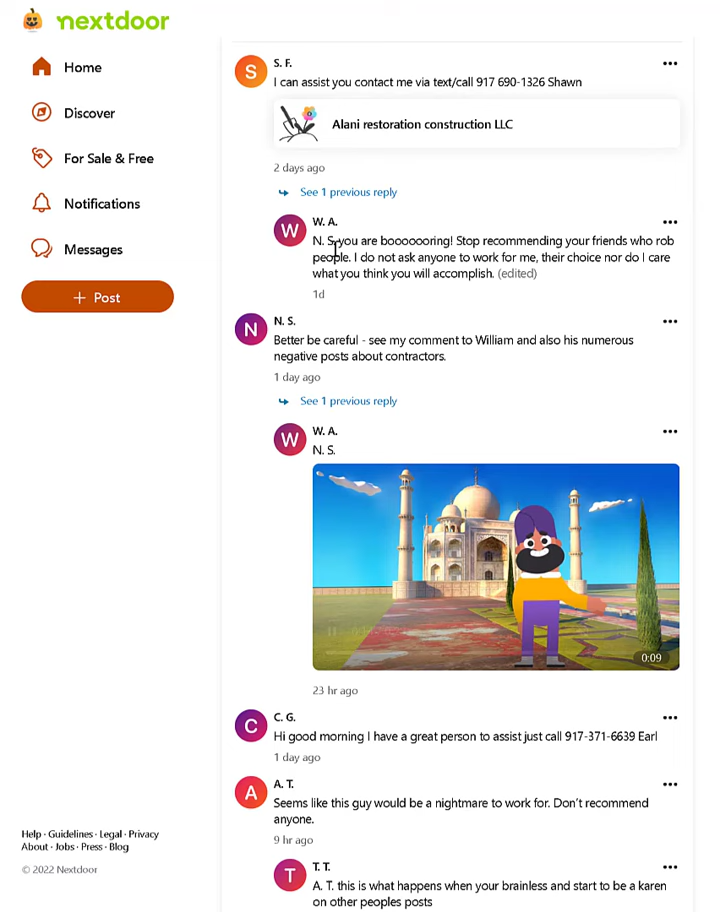 nextdoor
Home
Discover
For Sale & Free
Notifications
Messages
+ Post
Help · Guidelines · Legal · Privacy
About · Jobs · Press · Blog
© 2022 Nextdoor
S
S. F.
I can assist you contact me via text/call 917 690-1326 Shawn
Alani restoration construction LLC
2 days ago
See 1 previous reply
W
W. A.
N. S. you are boooooring! Stop recommending your friends who rob
people. I do not ask anyone to work for me, their choice nor do I care
what you think you will accomplish. (edited)
1d
N
N. S.
Better be careful - see my comment to William and also his numerous
negative posts about contractors.
1 day ago
See 1 previous reply
W
W. A.
N. S.
0:09
23 hr ago
C
C. G.
Hi good morning I have a great person to assist just call 917-371-6639 Earl
1 day ago
A
A. T.
Seems like this guy would be a nightmare to work for. Don't recommend
anyone.
9 hr ago
T
T. T.
A. T. this is what happens when your brainless and start to be a karen
on other peoples posts